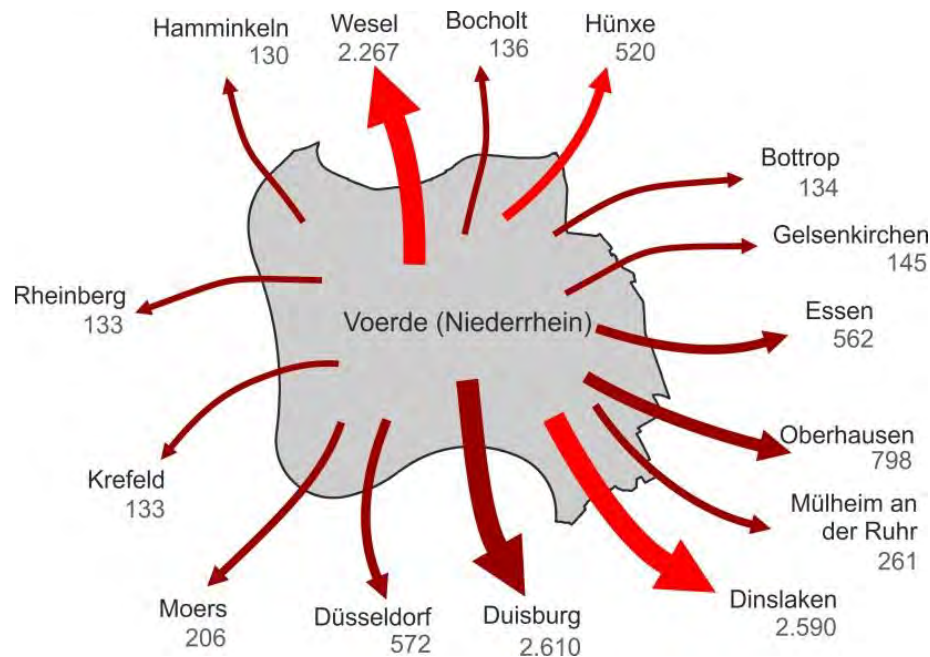 Hamminkeln
130
Wesel
2.267
Bocholt
136
Hünxe
520
Bottrop
134
Gelsenkirchen
145
Rheinberg
133
Voerde (Niederrhein)
Essen
562
Oberhausen
798
Krefeld
133
Mülheim an
der Ruhr
261
Moers
206
Düsseldorf
572
Duisburg
2.610
Dinslaken
2.590